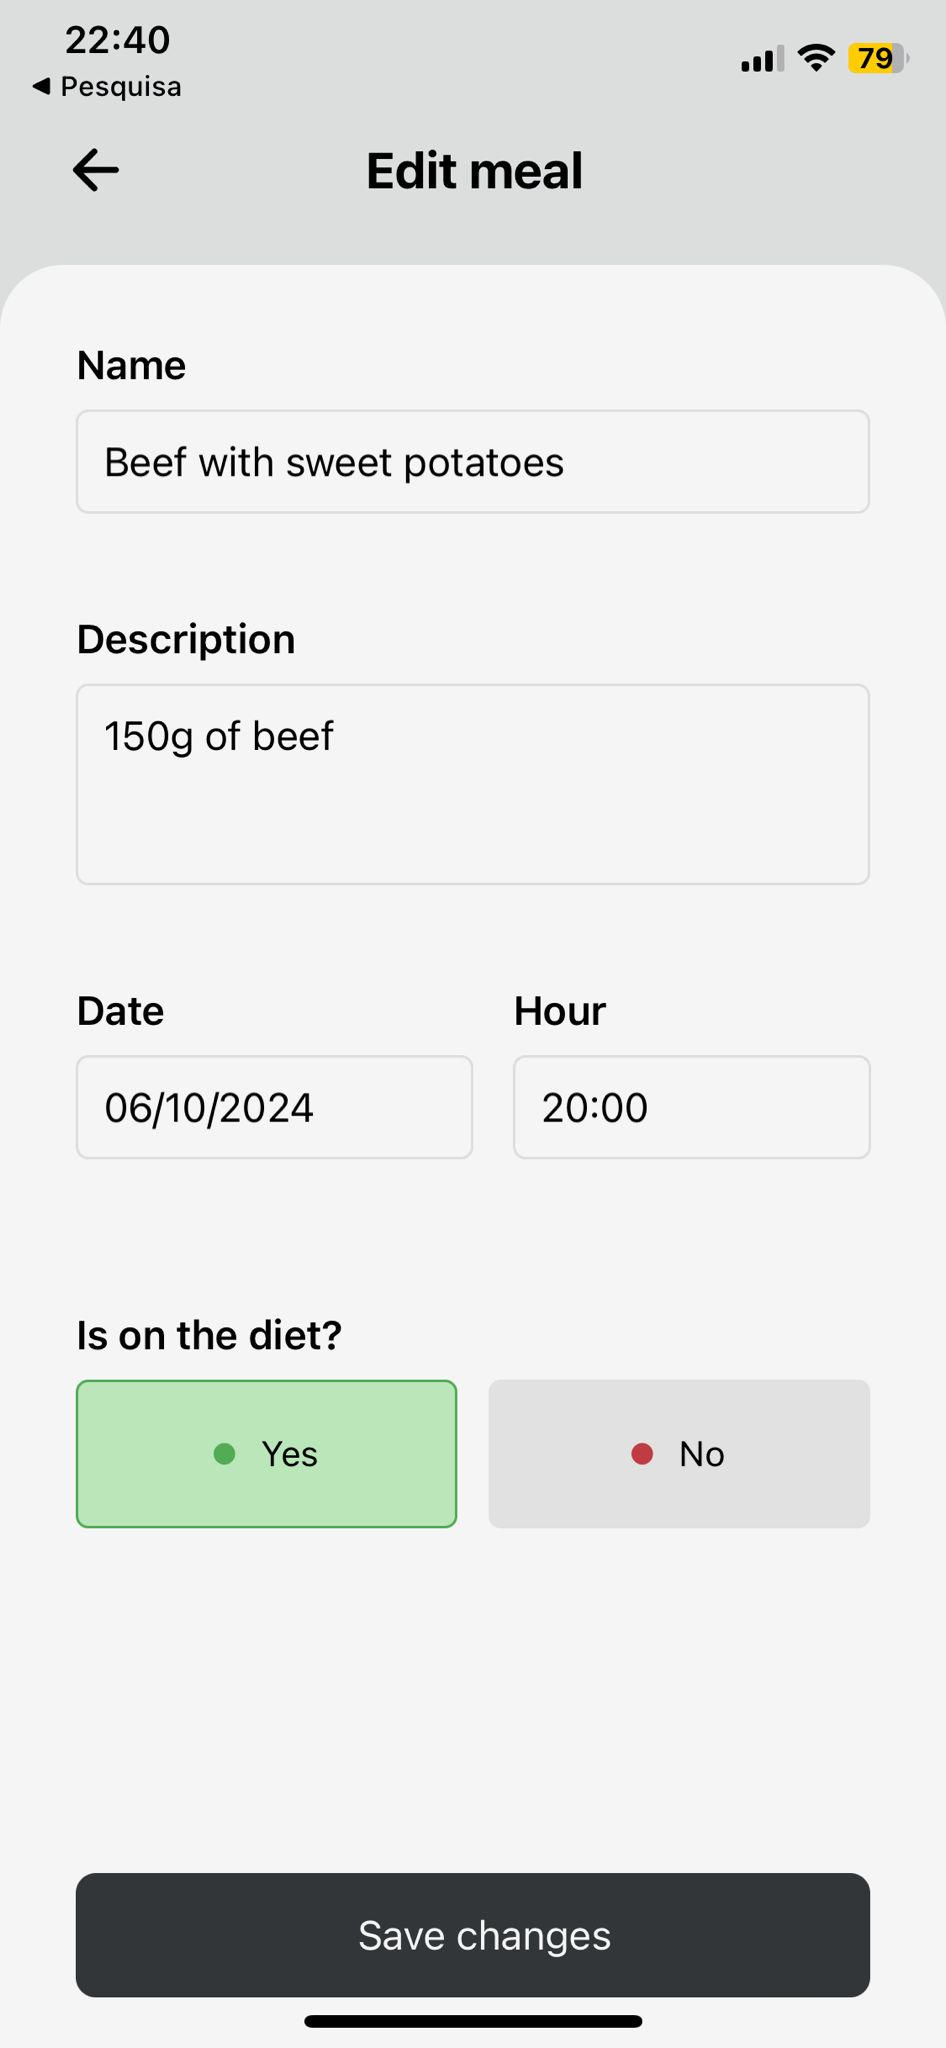 22:40
79
◀ Pesquisa
Edit meal
Name
Beef with sweet potatoes
Description
150g of beef
Date
Hour
06/10/2024
20:00
Is on the diet?
Yes
No
Save changes